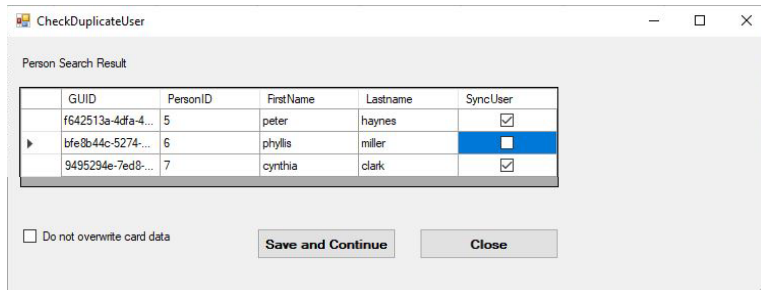 CheckDuplicateUser
Person Search Result
GUID PersonID FirstName Lastname SyncUser
f642513a-4dfa-4... 5 peter haynes
bfe8b44c-5274-... 6 phyllis miller
9495294e-7ed8-... 7 cynthia clark
Do not overwrite card data Save and Continue Close